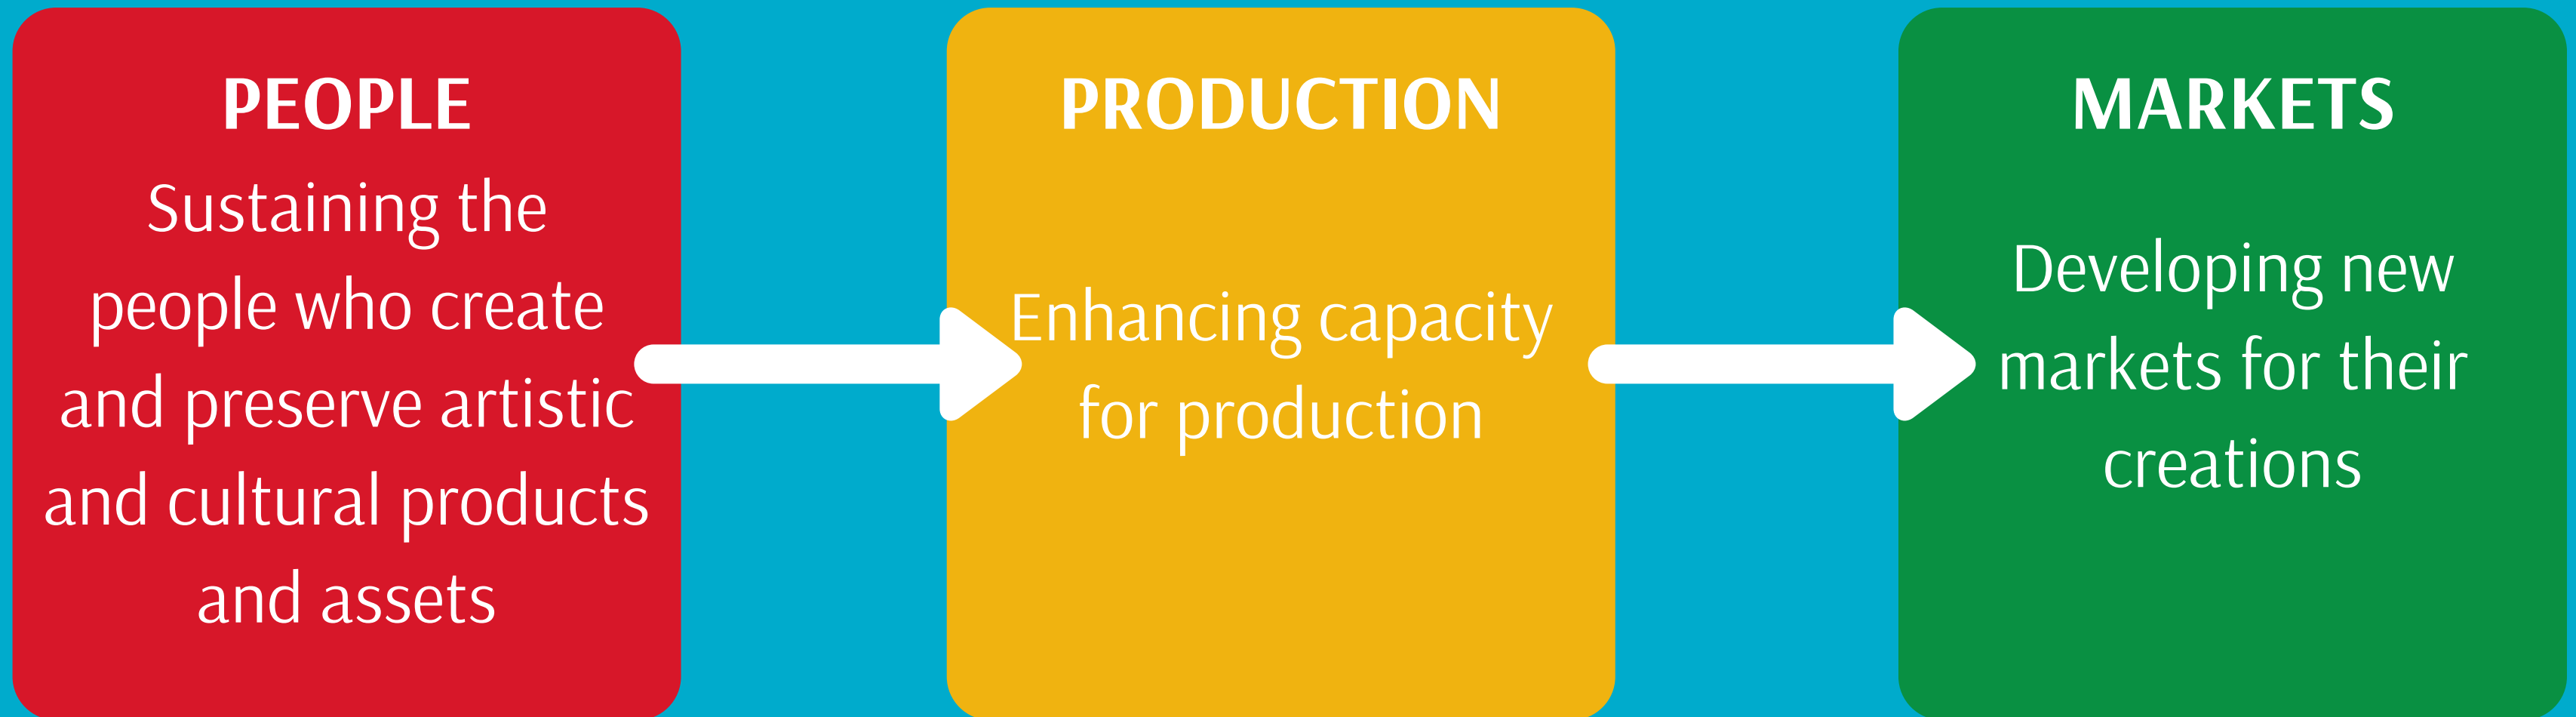 PEOPLE
Sustaining the
people who create
and preserve artistic
and cultural products
and assets
PRODUCTION
Enhancing capacity
for production
MARKETS
Developing new
markets for their
creations